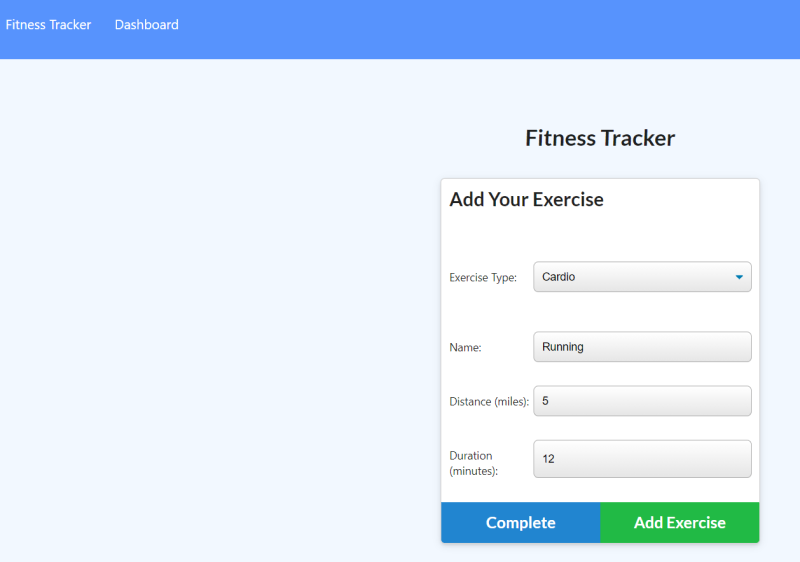 Fitness Tracker Dashboard
Fitness Tracker
Add Your Exercise
Exercise Type: Cardio
Name: Running
Distance (miles): 5
Duration
(minutes): 12
Complete Add Exercise